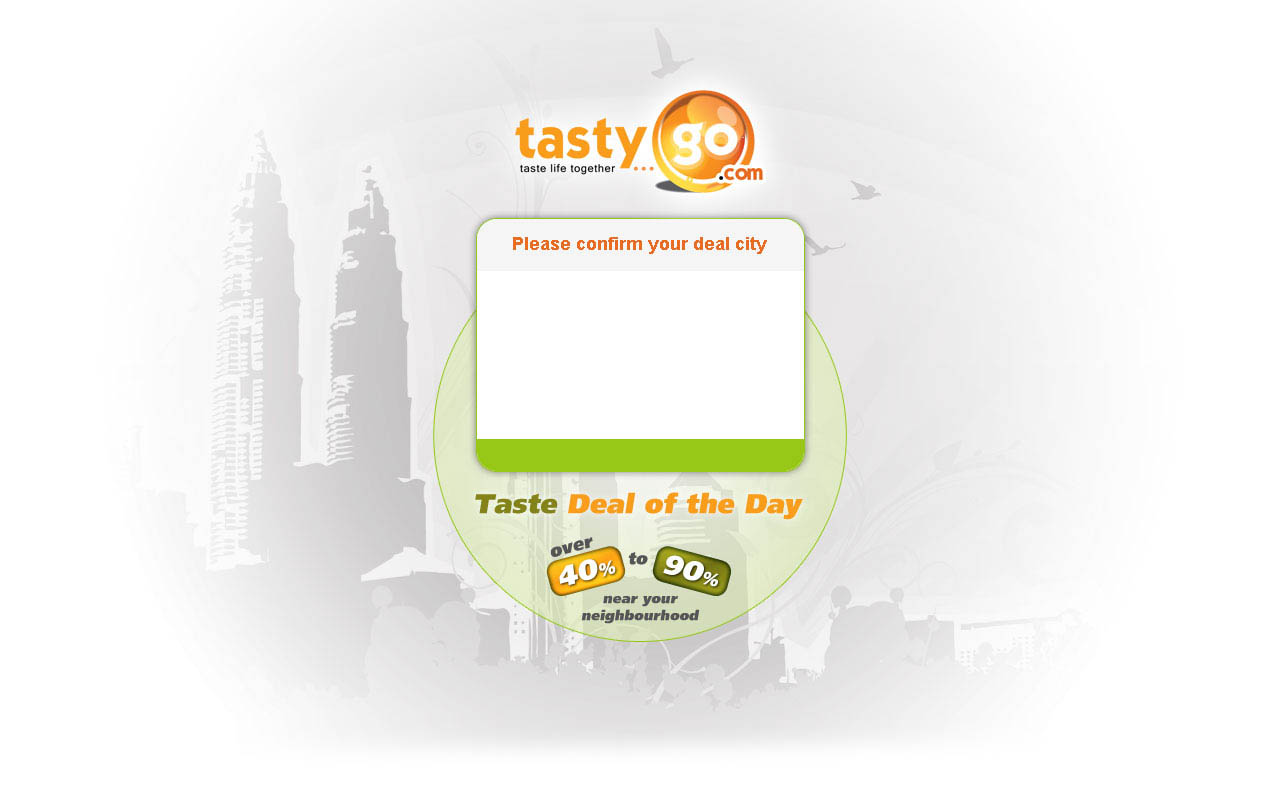 tasty go
taste life together ... .com
Please confirm your deal city
Taste Deal of the Day
over
40% to 90%
near your
neighbourhood